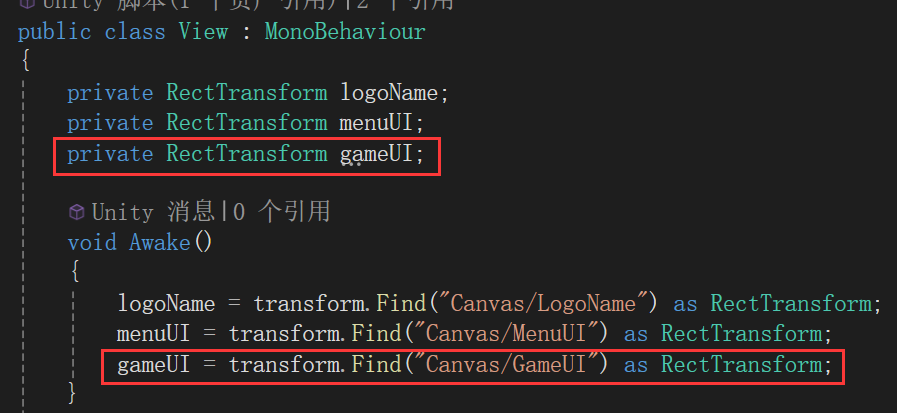 Unity 脚本(1 个资产引用)|2 个引用
public class View : MonoBehaviour
{
private RectTransform logoName;
private RectTransform menuUI;
private RectTransform gameUI;
Unity 消息|0 个引用
void Awake()
{
logoName = transform.Find("Canvas/LogoName") as RectTransform;
menuUI = transform.Find("Canvas/MenuUI") as RectTransform;
gameUI = transform.Find("Canvas/GameUI") as RectTransform;
}